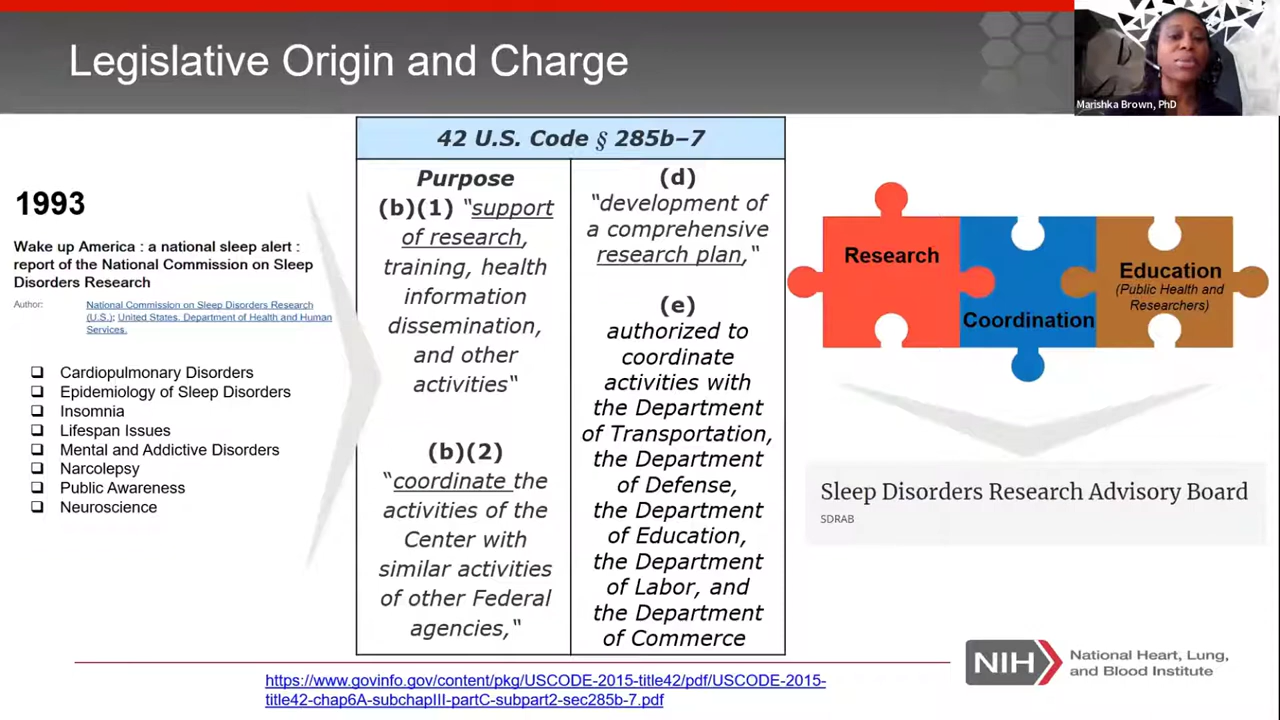 Legislative Origin and Charge
Marishka Brown, PhD
1993
Wake up America : a national sleep alert :
report of the National Commission on Sleep
Disorders Research
Author:
National Commission on Sleep Disorders Research
(U.S.); United States. Department of Health and Human
Services.
❑ Cardiopulmonary Disorders
❑ Epidemiology of Sleep Disorders
❑ Insomnia
❑ Lifespan Issues
❑ Mental and Addictive Disorders
❑ Narcolepsy
❑ Public Awareness
❑ Neuroscience
42 U.S. Code § 285b–7
Purpose
(b)(1) “support
of research,
training, health
information
dissemination,
and other
activities“
(b)(2)
“coordinate the
activities of the
Center with
similar activities
of other Federal
agencies,“
(d)
“development of
a comprehensive
research plan,“
(e)
authorized to
coordinate
activities with
the Department
of Transportation,
the Department
of Defense,
the Department
of Education,
the Department
of Labor, and
the Department
of Commerce
Research
Coordination
Education
(Public Health and
Researchers)
Sleep Disorders Research Advisory Board
SDRAB
NIH
National Heart, Lung,
and Blood Institute
https://www.govinfo.gov/content/pkg/USCODE-2015-title42/pdf/USCODE-2015-
title42-chap6A-subchapIII-partC-subpart2-sec285b-7.pdf